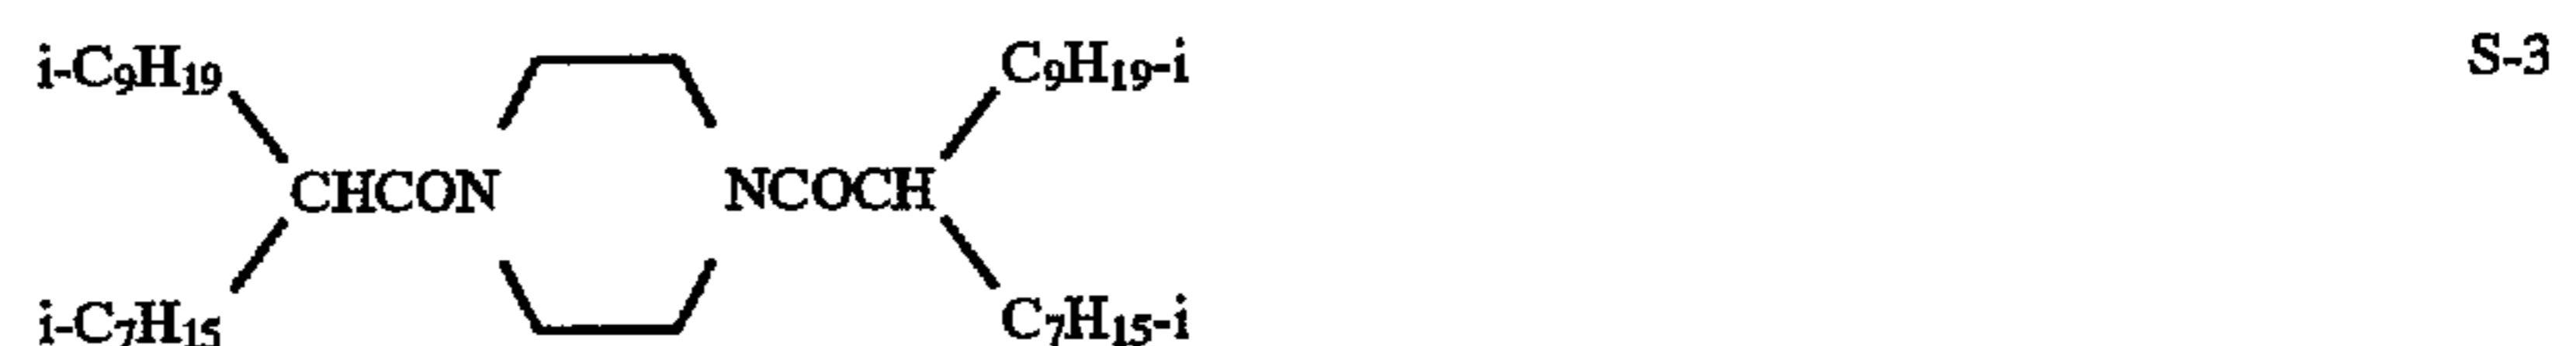 i-C₉H₁₉ C₉H₁₉-i S-3
CHCON NCOCH
i-C₇H₁₅ C₇H₁₅-i